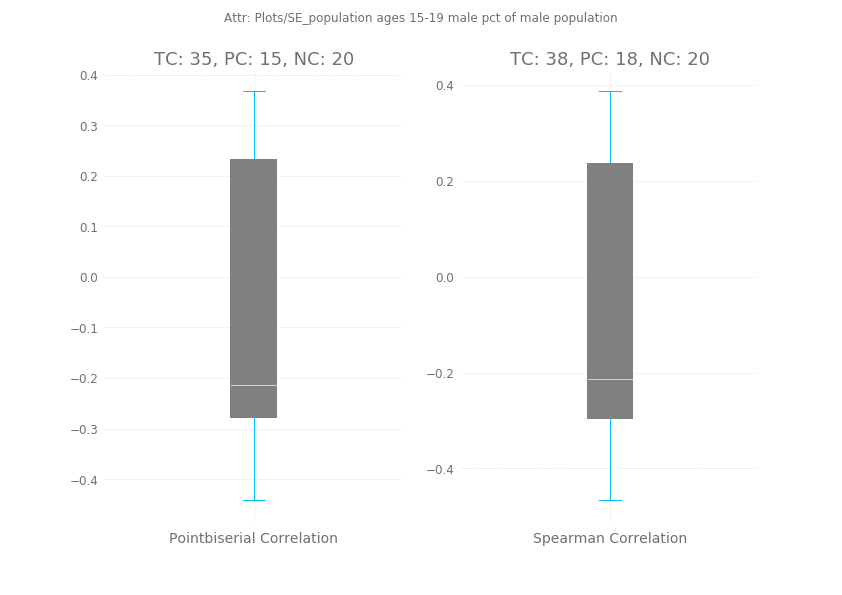 Attr: Plots/SE_population ages 15-19 male pct of male population
TC: 35, PC: 15, NC: 20
0.4
0.3
0.2
0.1
0.0
−0.1
−0.2
−0.3
−0.4
Pointbiserial Correlation
TC: 38, PC: 18, NC: 20
0.4
0.2
0.0
−0.2
−0.4
Spearman Correlation